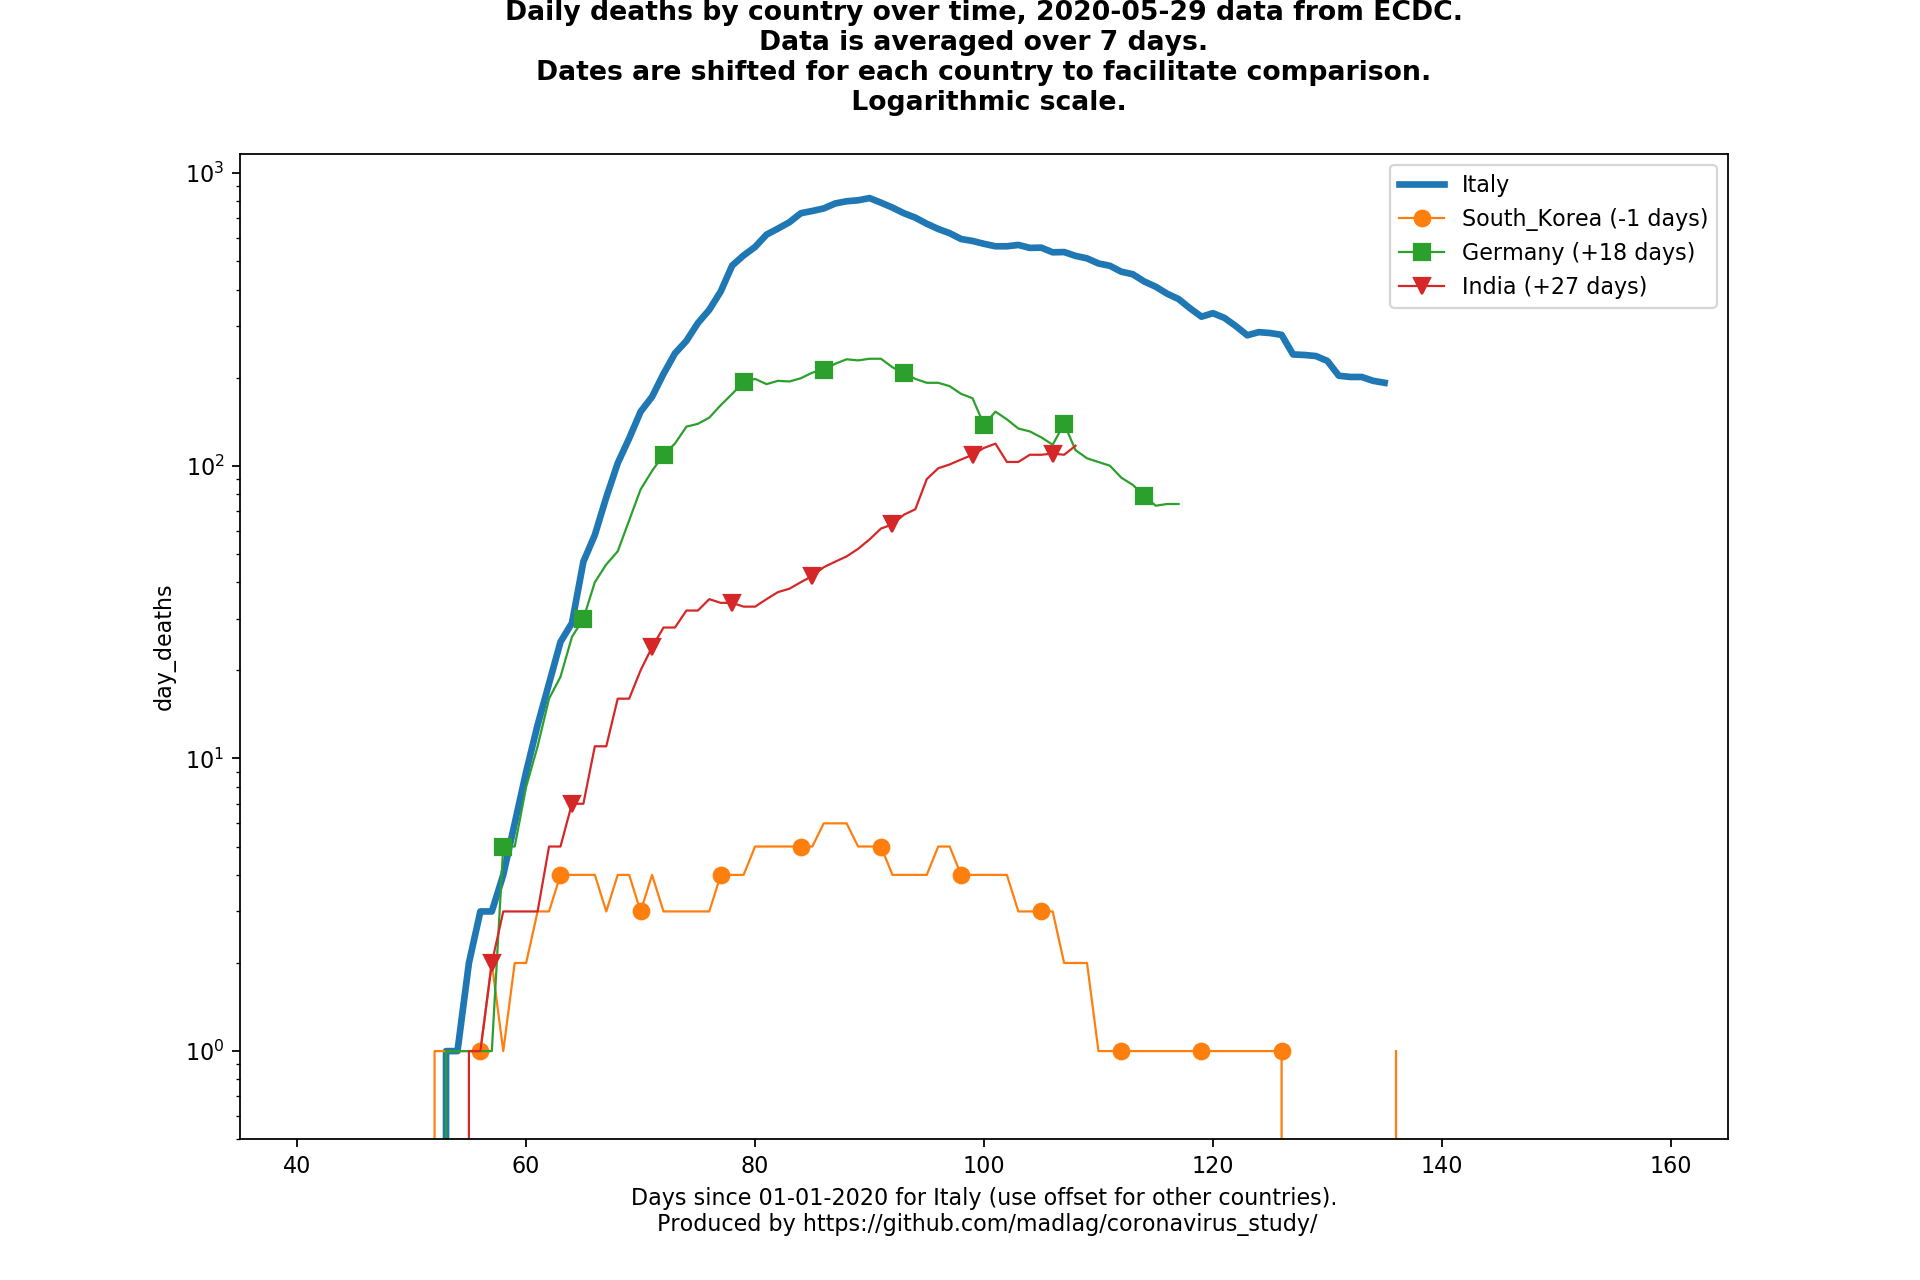 Daily deaths by country over time, 2020-05-29 data from ECDC.
Data is averaged over 7 days.
Dates are shifted for each country to facilitate comparison.
Logarithmic scale.
10³
Italy
South_Korea (-1 days)
Germany (+18 days)
India (+27 days)
10²
day_deaths
10¹
10⁰
40 60 80 100 120 140 160
Days since 01-01-2020 for Italy (use offset for other countries).
Produced by https://github.com/madlag/coronavirus_study/